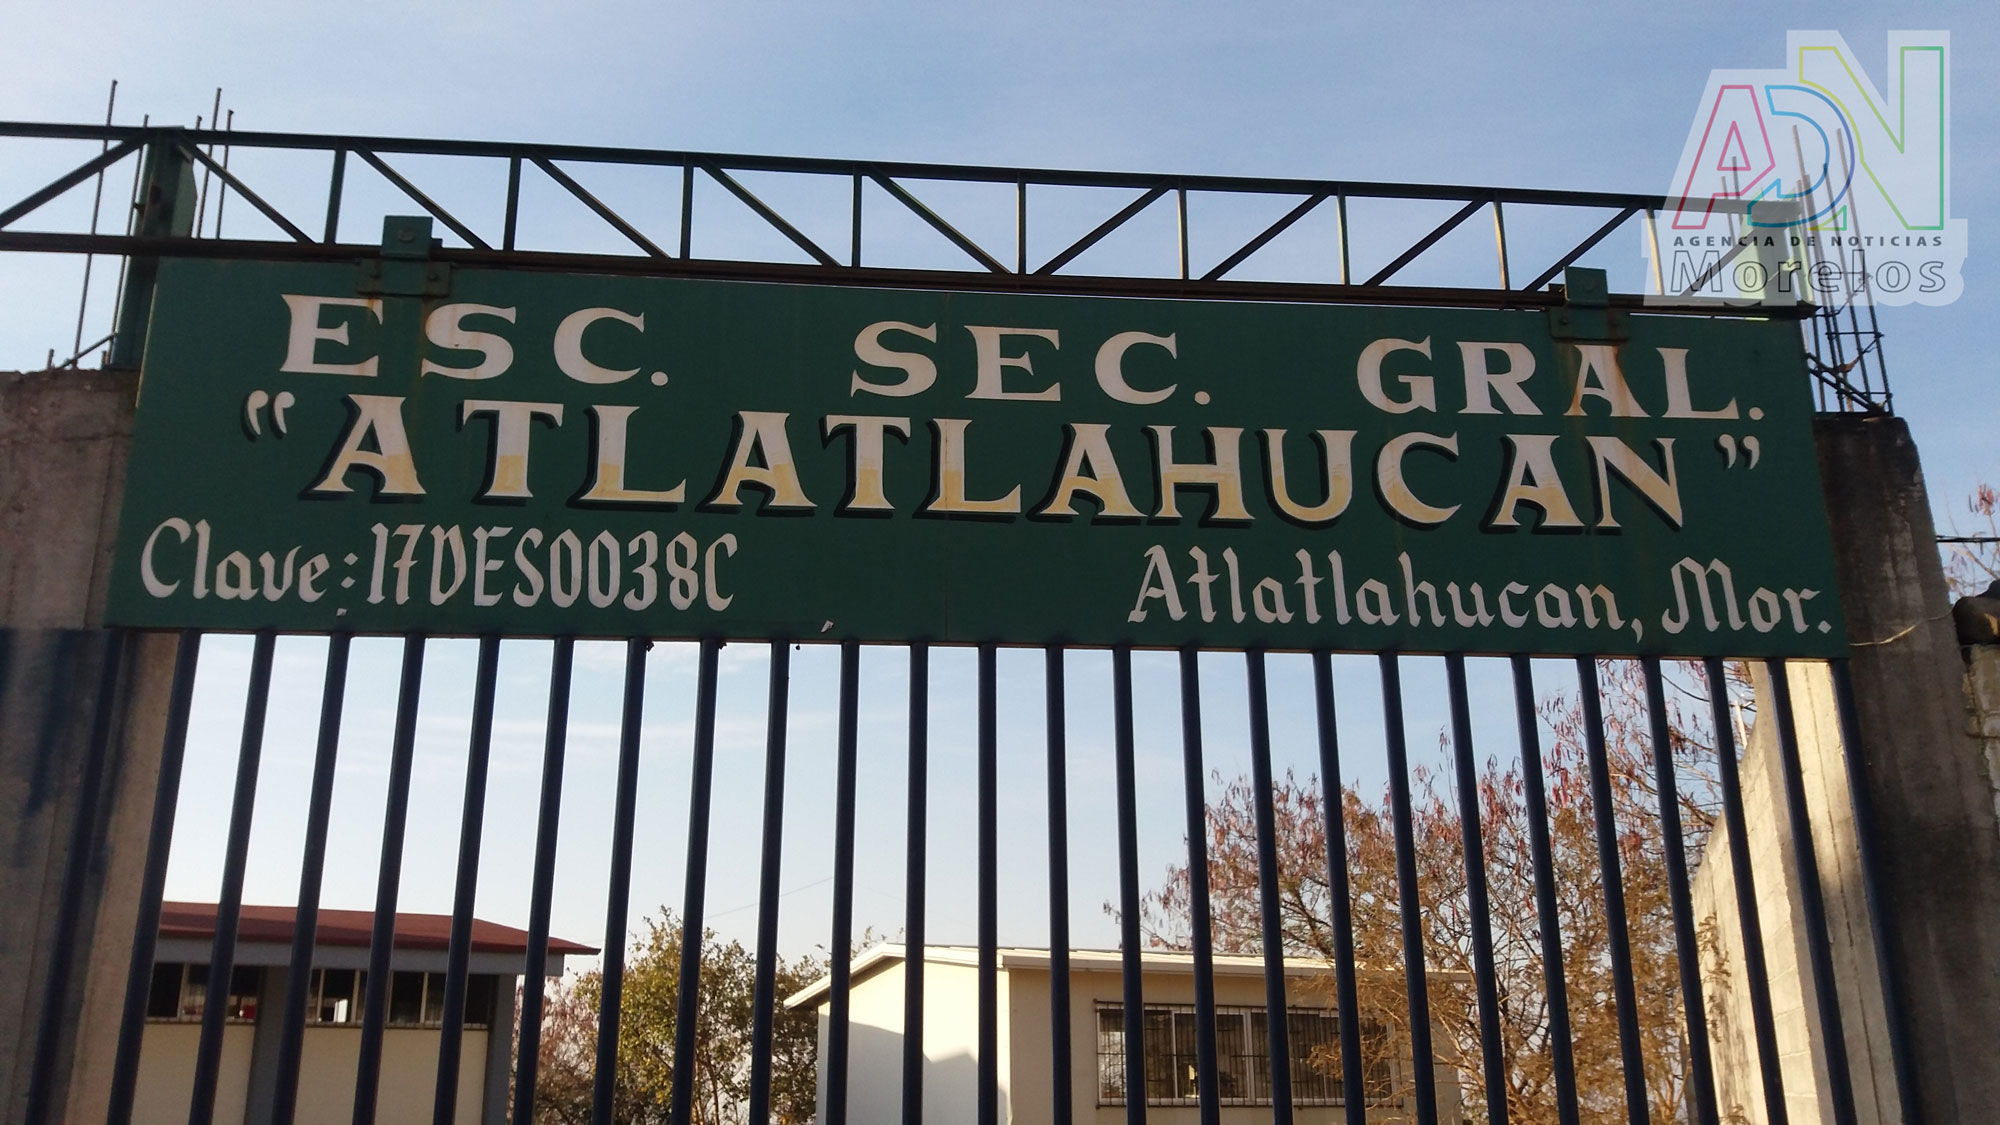 ADN
AGENCIA DE NOTICIAS
Morelos
ESC. SEC. GRAL.
“ATLATLAHUCAN”
Clave: 17DES0038C
Atlatlahucan, Mor.